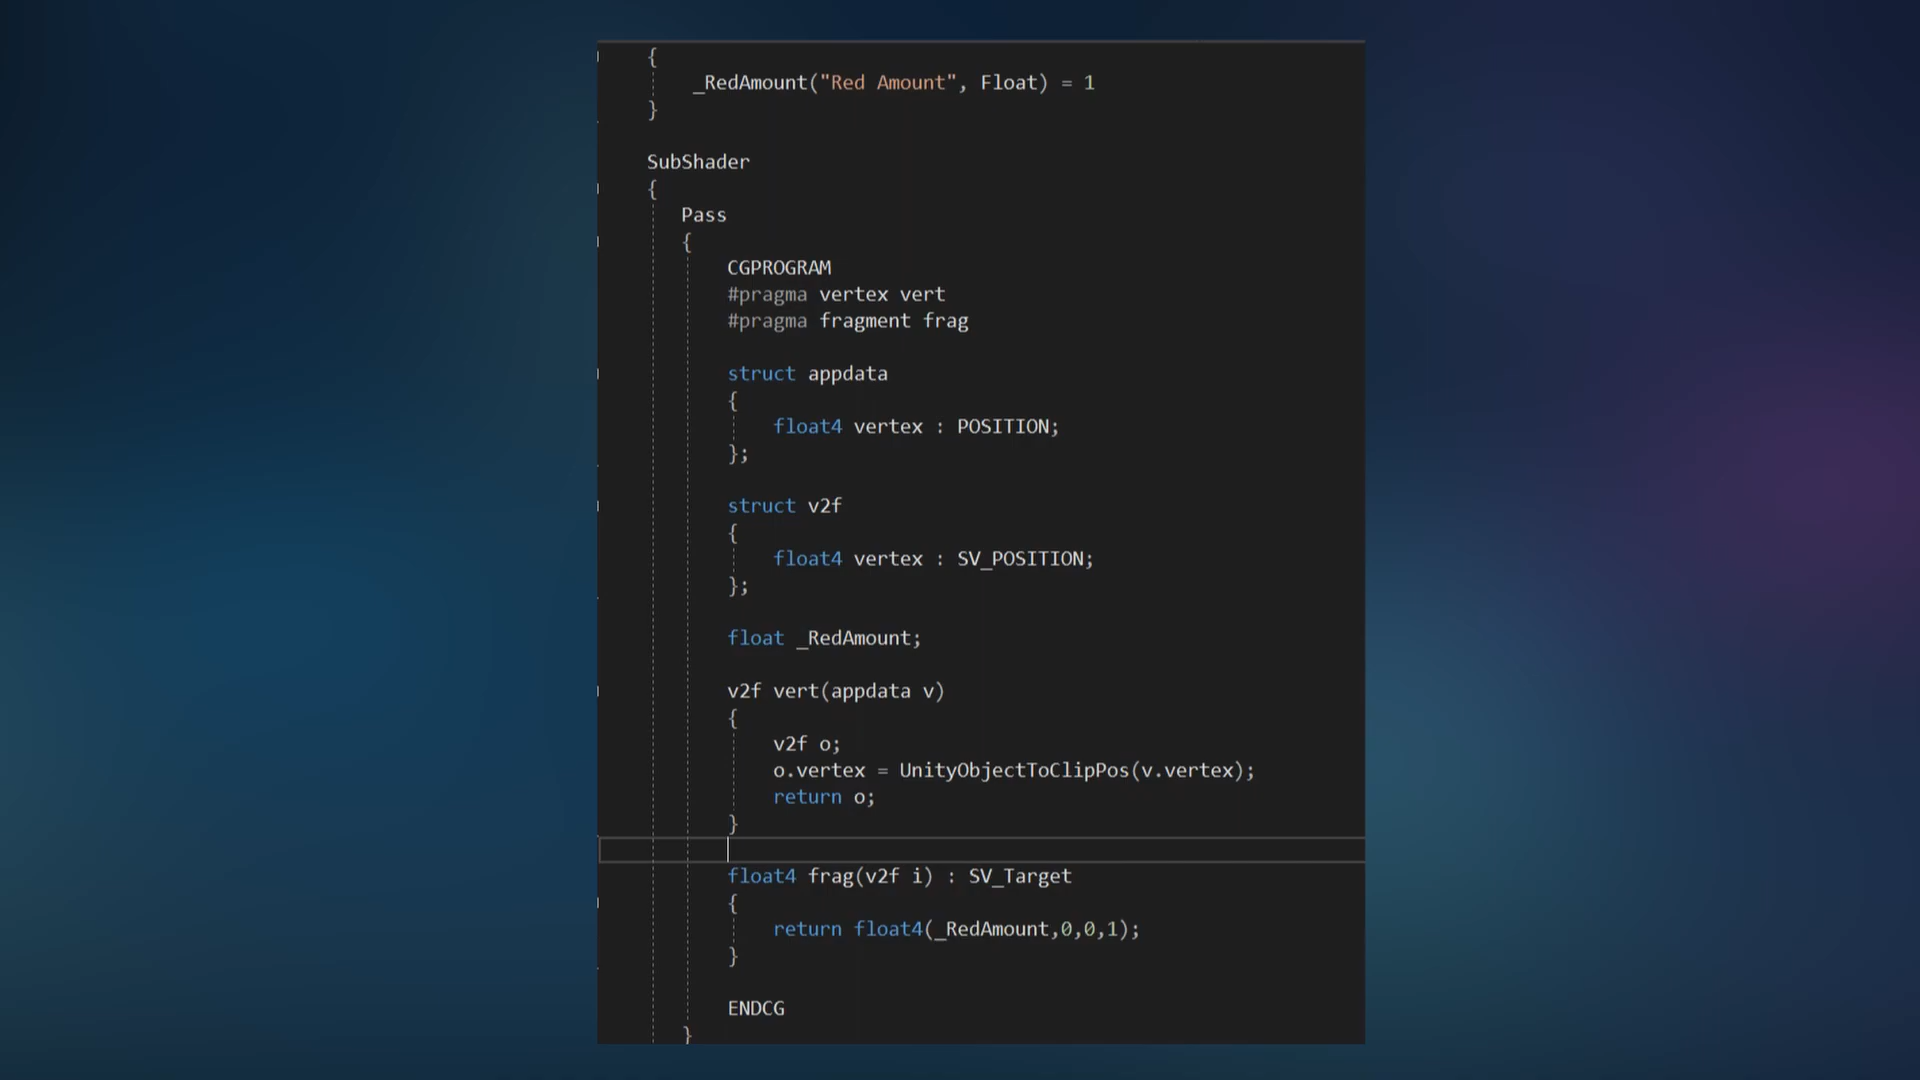 {
_RedAmount("Red Amount", Float) = 1
}
SubShader
{
Pass
{
CGPROGRAM
#pragma vertex vert
#pragma fragment frag
struct appdata
{
float4 vertex : POSITION;
};
struct v2f
{
float4 vertex : SV_POSITION;
};
float _RedAmount;
v2f vert(appdata v)
{
v2f o;
o.vertex = UnityObjectToClipPos(v.vertex);
return o;
}
float4 frag(v2f i) : SV_Target
{
return float4(_RedAmount,0,0,1);
}
ENDCG
}